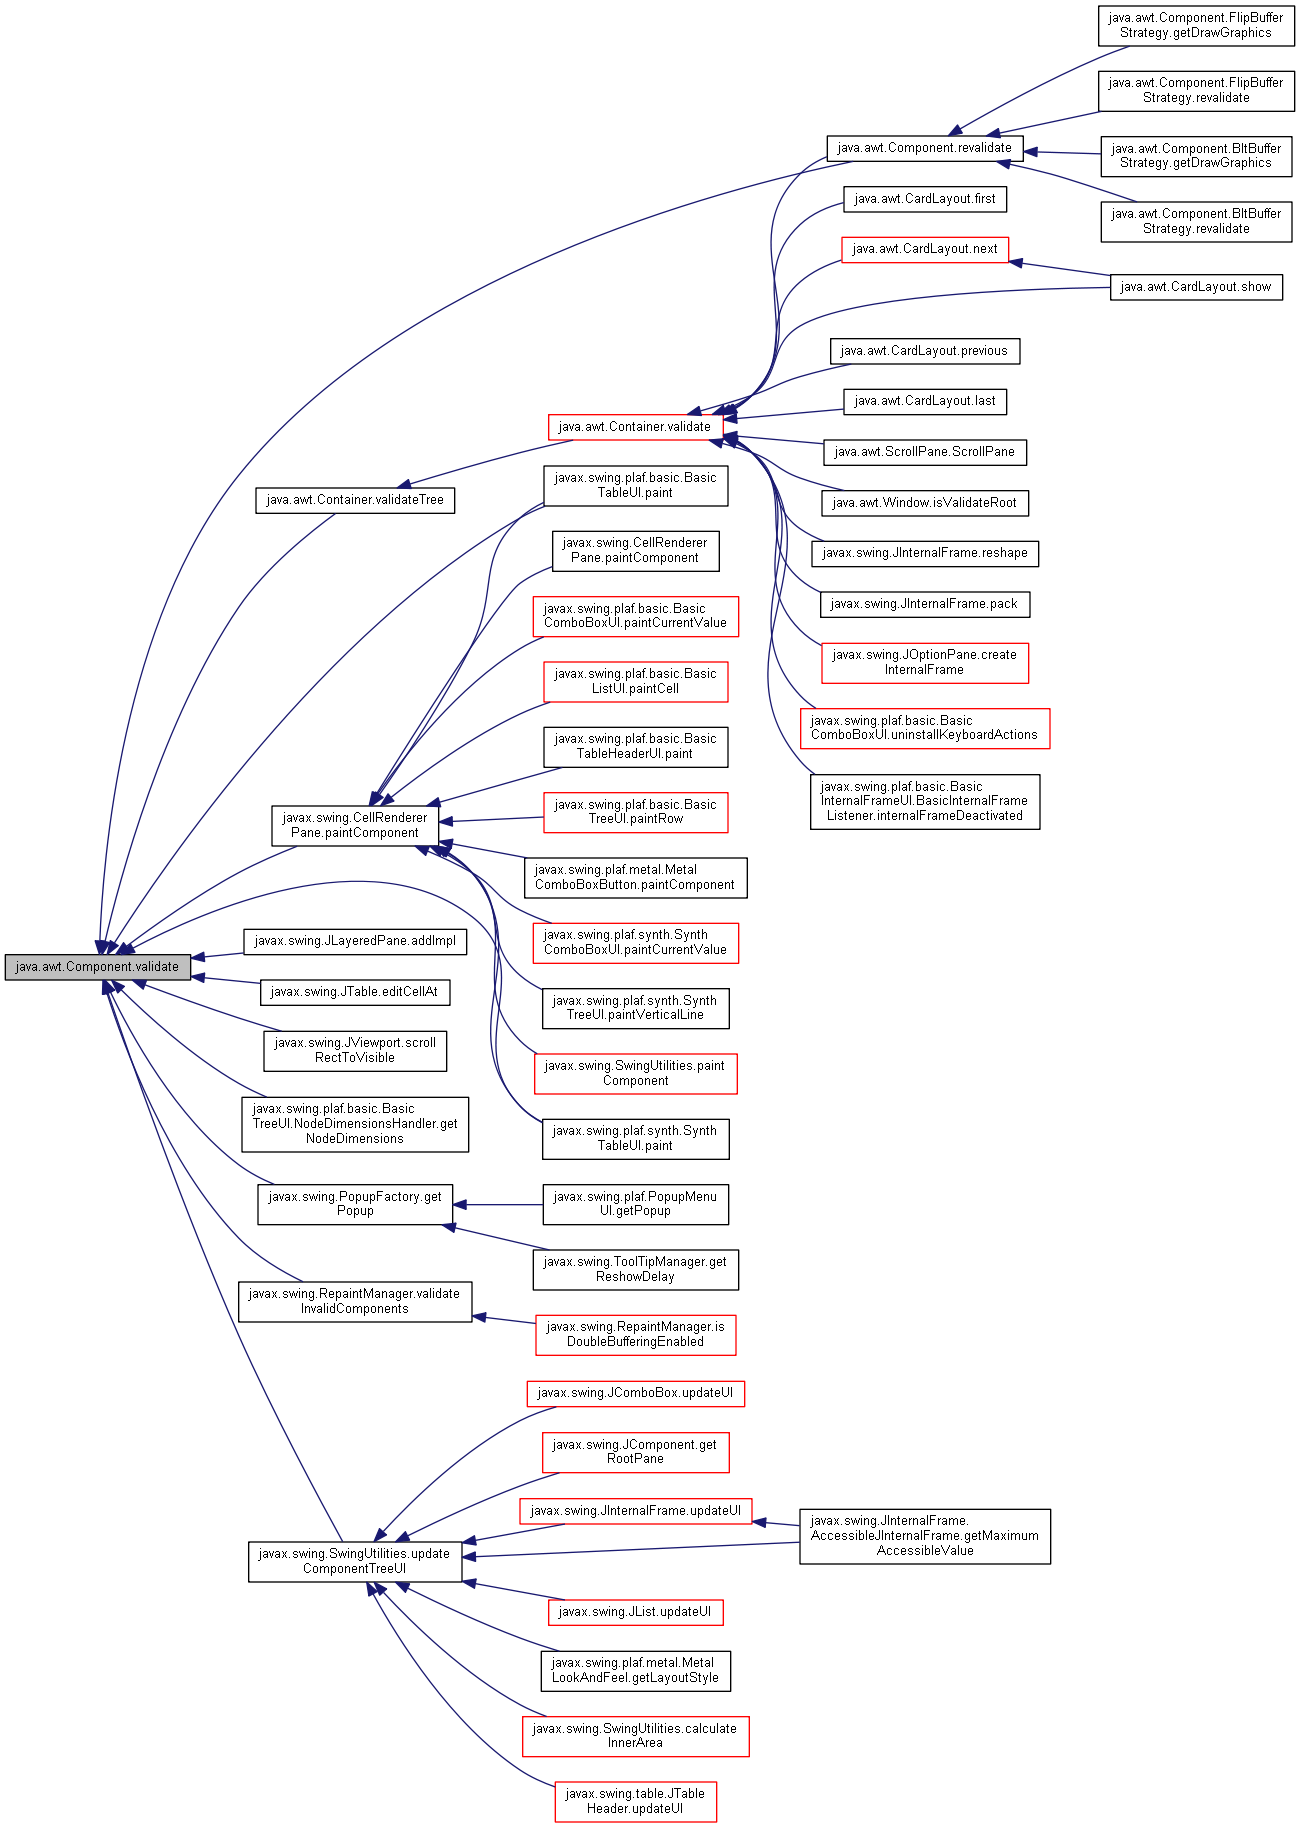 java.awt.Component.FlipBuffer
Strategy.getDrawGraphics
java.awt.Component.FlipBuffer
Strategy.revalidate
java.awt.Component.revalidate
java.awt.Component.BltBuffer
Strategy.getDrawGraphics
java.awt.CardLayout.first
java.awt.Component.BltBuffer
Strategy.revalidate
java.awt.CardLayout.next
java.awt.CardLayout.show
java.awt.CardLayout.previous
java.awt.CardLayout.last
java.awt.Container.validate
java.awt.ScrollPane.ScrollPane
javax.swing.plaf.basic.Basic
TableUI.paint
java.awt.Container.validateTree
java.awt.Window.isValidateRoot
javax.swing.CellRenderer
Pane.paintComponent
javax.swing.JInternalFrame.reshape
javax.swing.plaf.basic.Basic
ComboBoxUI.paintCurrentValue
javax.swing.JInternalFrame.pack
javax.swing.JOptionPane.create
InternalFrame
javax.swing.plaf.basic.Basic
ListUI.paintCell
javax.swing.plaf.basic.Basic
ComboBoxUI.uninstallKeyboardActions
javax.swing.plaf.basic.Basic
TableHeaderUI.paint
javax.swing.plaf.basic.Basic
InternalFrameUI.BasicInternalFrame
Listener.internalFrameDeactivated
javax.swing.plaf.basic.Basic
TreeUI.paintRow
javax.swing.CellRenderer
Pane.paintComponent
javax.swing.plaf.metal.Metal
ComboBoxButton.paintComponent
javax.swing.plaf.synth.Synth
ComboBoxUI.paintCurrentValue
javax.swing.JLayeredPane.addImpl
java.awt.Component.validate
javax.swing.JTable.editCellAt
javax.swing.plaf.synth.Synth
TreeUI.paintVerticalLine
javax.swing.JViewport.scroll
RectToVisible
javax.swing.SwingUtilities.paint
Component
javax.swing.plaf.basic.Basic
TreeUI.NodeDimensionsHandler.get
NodeDimensions
javax.swing.plaf.synth.Synth
TableUI.paint
javax.swing.PopupFactory.get
Popup
javax.swing.plaf.PopupMenu
UI.getPopup
javax.swing.ToolTipManager.get
ReshowDelay
javax.swing.RepaintManager.validate
InvalidComponents
javax.swing.RepaintManager.is
DoubleBufferingEnabled
javax.swing.JComboBox.updateUI
javax.swing.JComponent.get
RootPane
javax.swing.JInternalFrame.updateUI
javax.swing.JInternalFrame.
AccessibleJInternalFrame.getMaximum
AccessibleValue
javax.swing.SwingUtilities.update
ComponentTreeUI
javax.swing.JList.updateUI
javax.swing.plaf.metal.Metal
LookAndFeel.getLayoutStyle
javax.swing.SwingUtilities.calculate
InnerArea
javax.swing.table.JTable
Header.updateUI